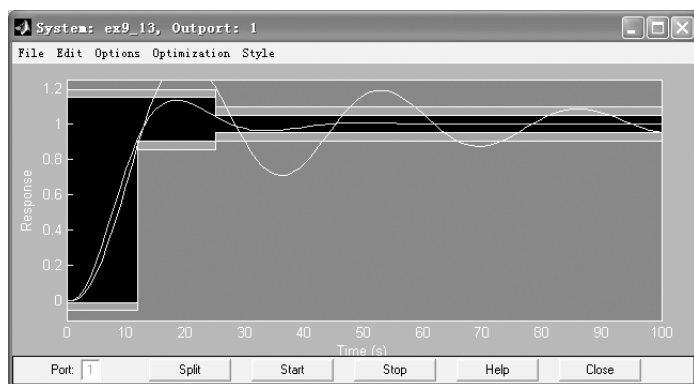 System: ex9_13, Outport: 1
File Edit Options Optimization Style
1.2
1
0.8
0.6
0.4
0.2
0
Response
0 10 20 30 40 50 60 70 80 90 100
Time (s)
Port: 1 Split Start Stop Help Close